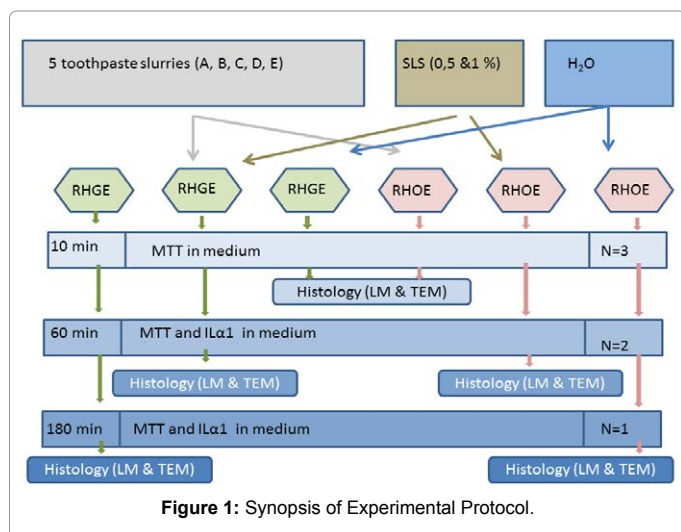 5 toothpaste slurries (A, B, C, D, E)
SLS (0,5 &1 %)
H₂O
RHGE
RHGE
RHGE
RHOE
RHOE
RHOE
10 min
MTT in medium
N=3
Histology (LM & TEM)
60 min
MTT and ILα1 in medium
N=2
Histology (LM & TEM)
Histology (LM & TEM)
180 min
MTT and ILα1 in medium
N=1
Histology (LM & TEM)
Histology (LM & TEM)
Figure 1: Synopsis of Experimental Protocol.